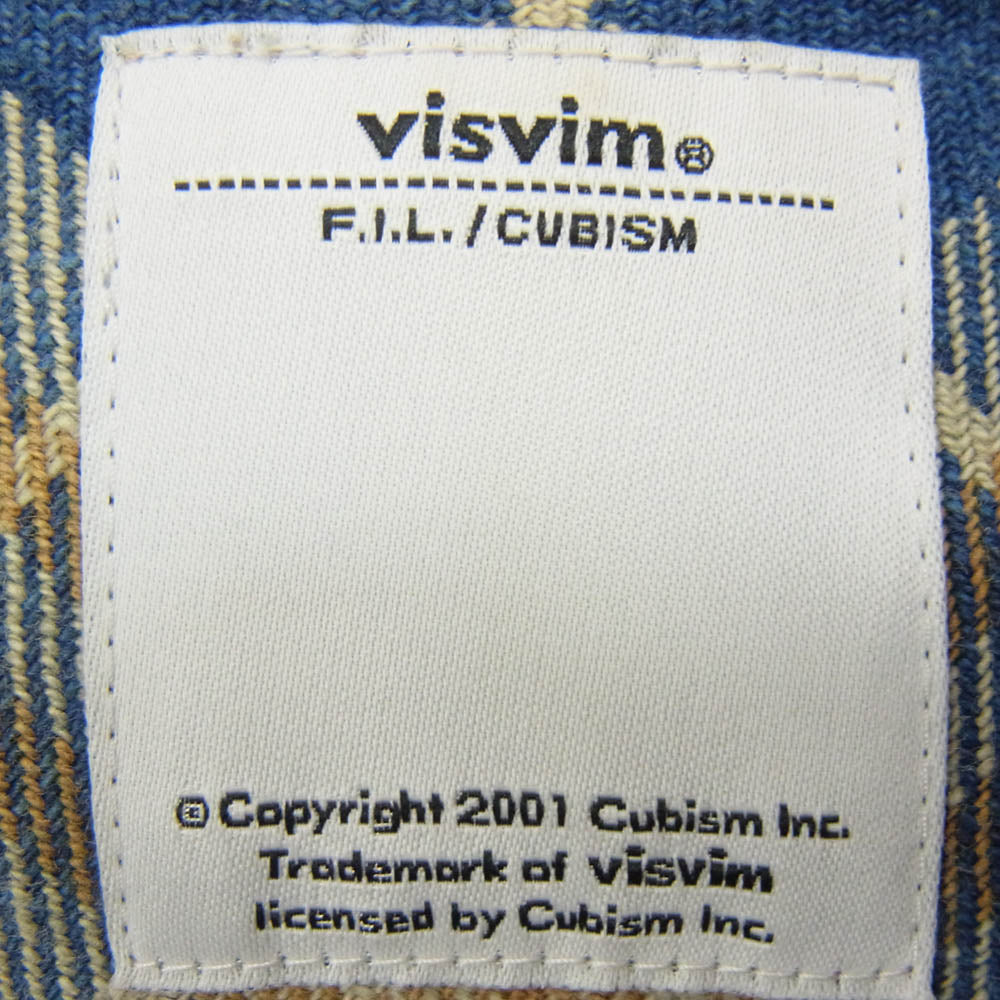 visvim®
F.I.L./CUBISM
© Copyright 2001 Cubism Inc.
Trademark of visvim
licensed by Cubism Inc.